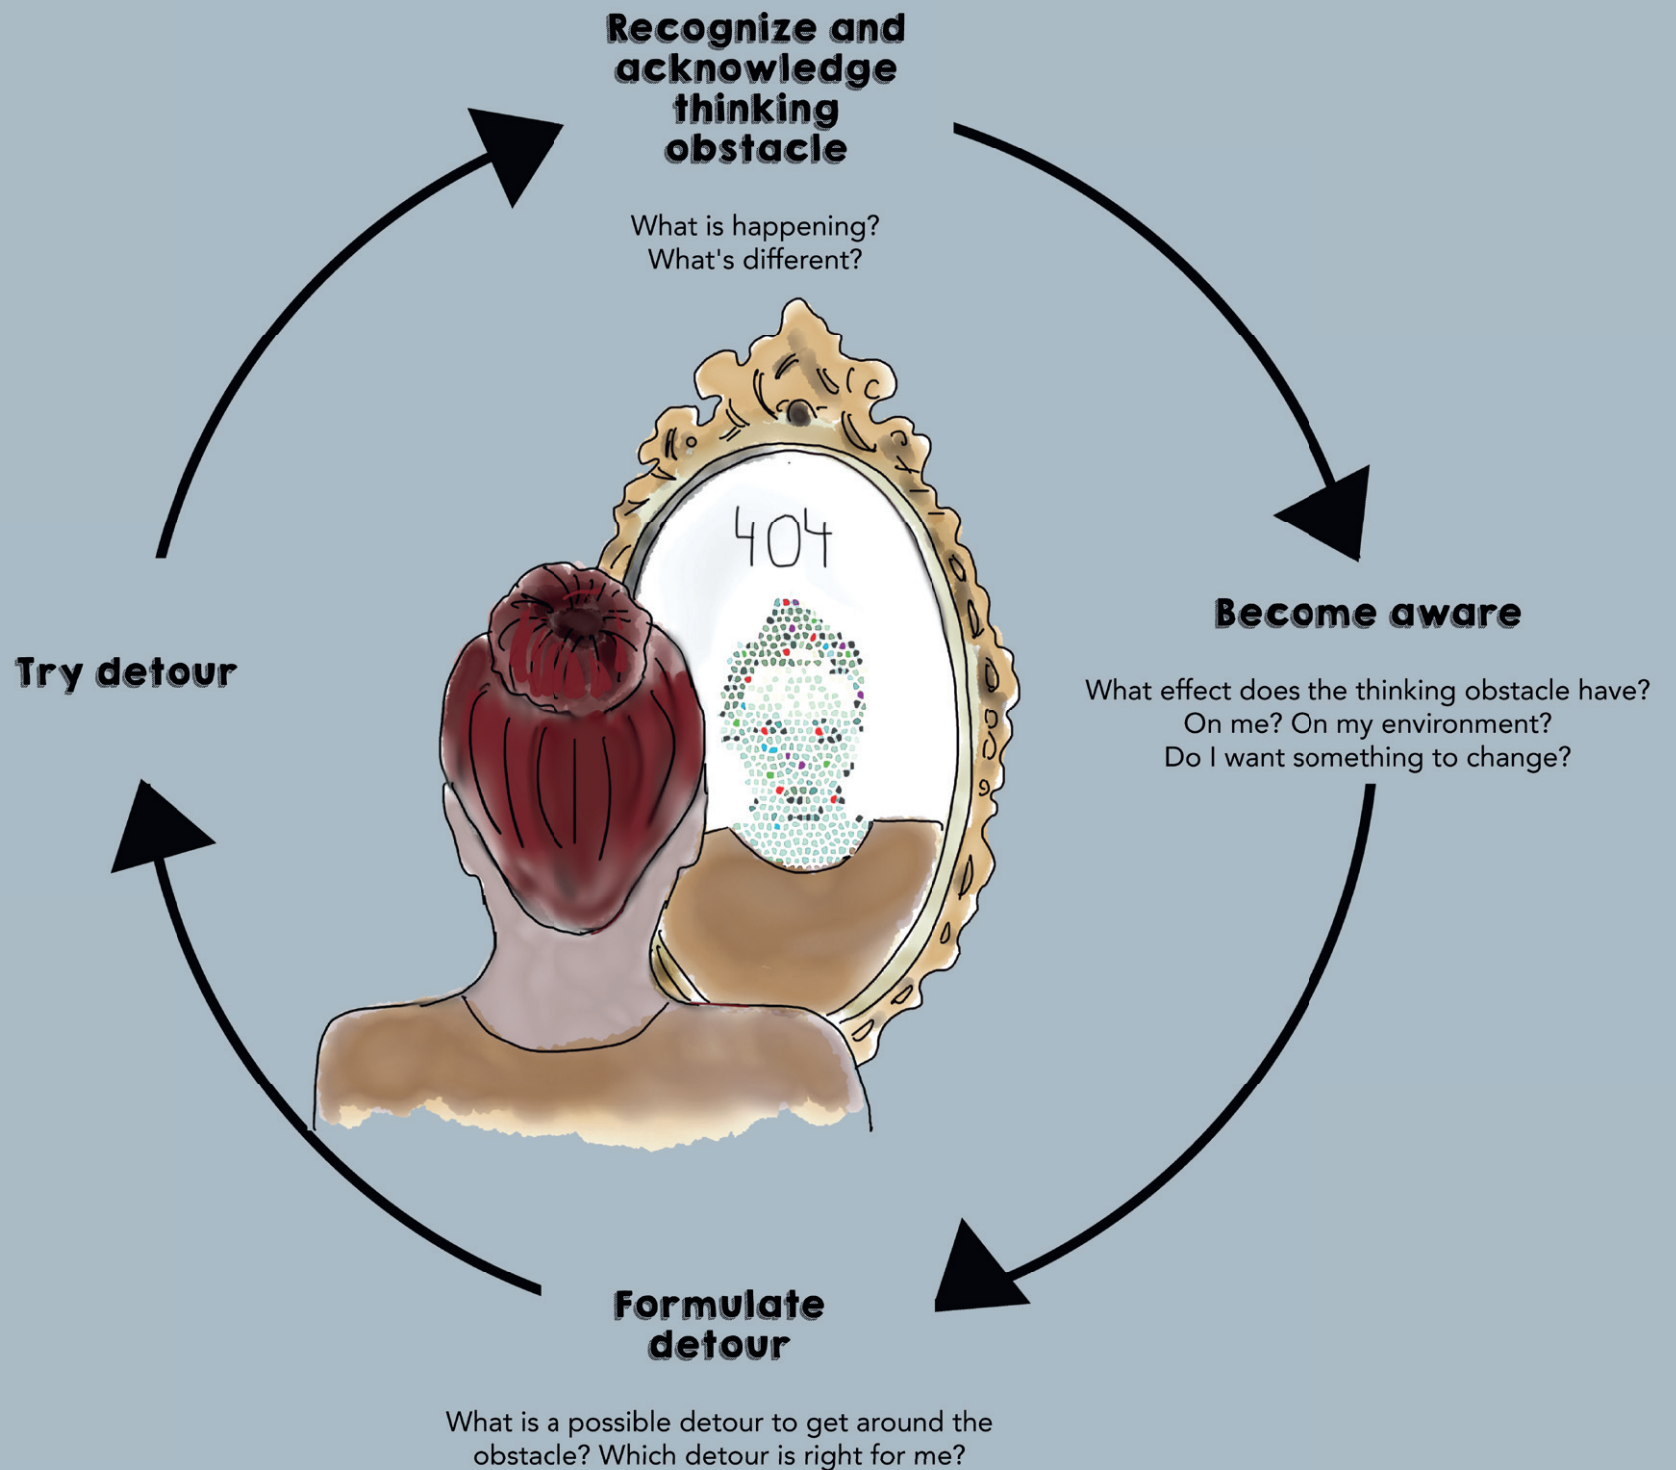 Recognize and
acknowledge
thinking
obstacle
What is happening?
What's different?
404
Become aware
What effect does the thinking obstacle have?
On me? On my environment?
Do I want something to change?
Try detour
Formulate
detour
What is a possible detour to get around the
obstacle? Which detour is right for me?